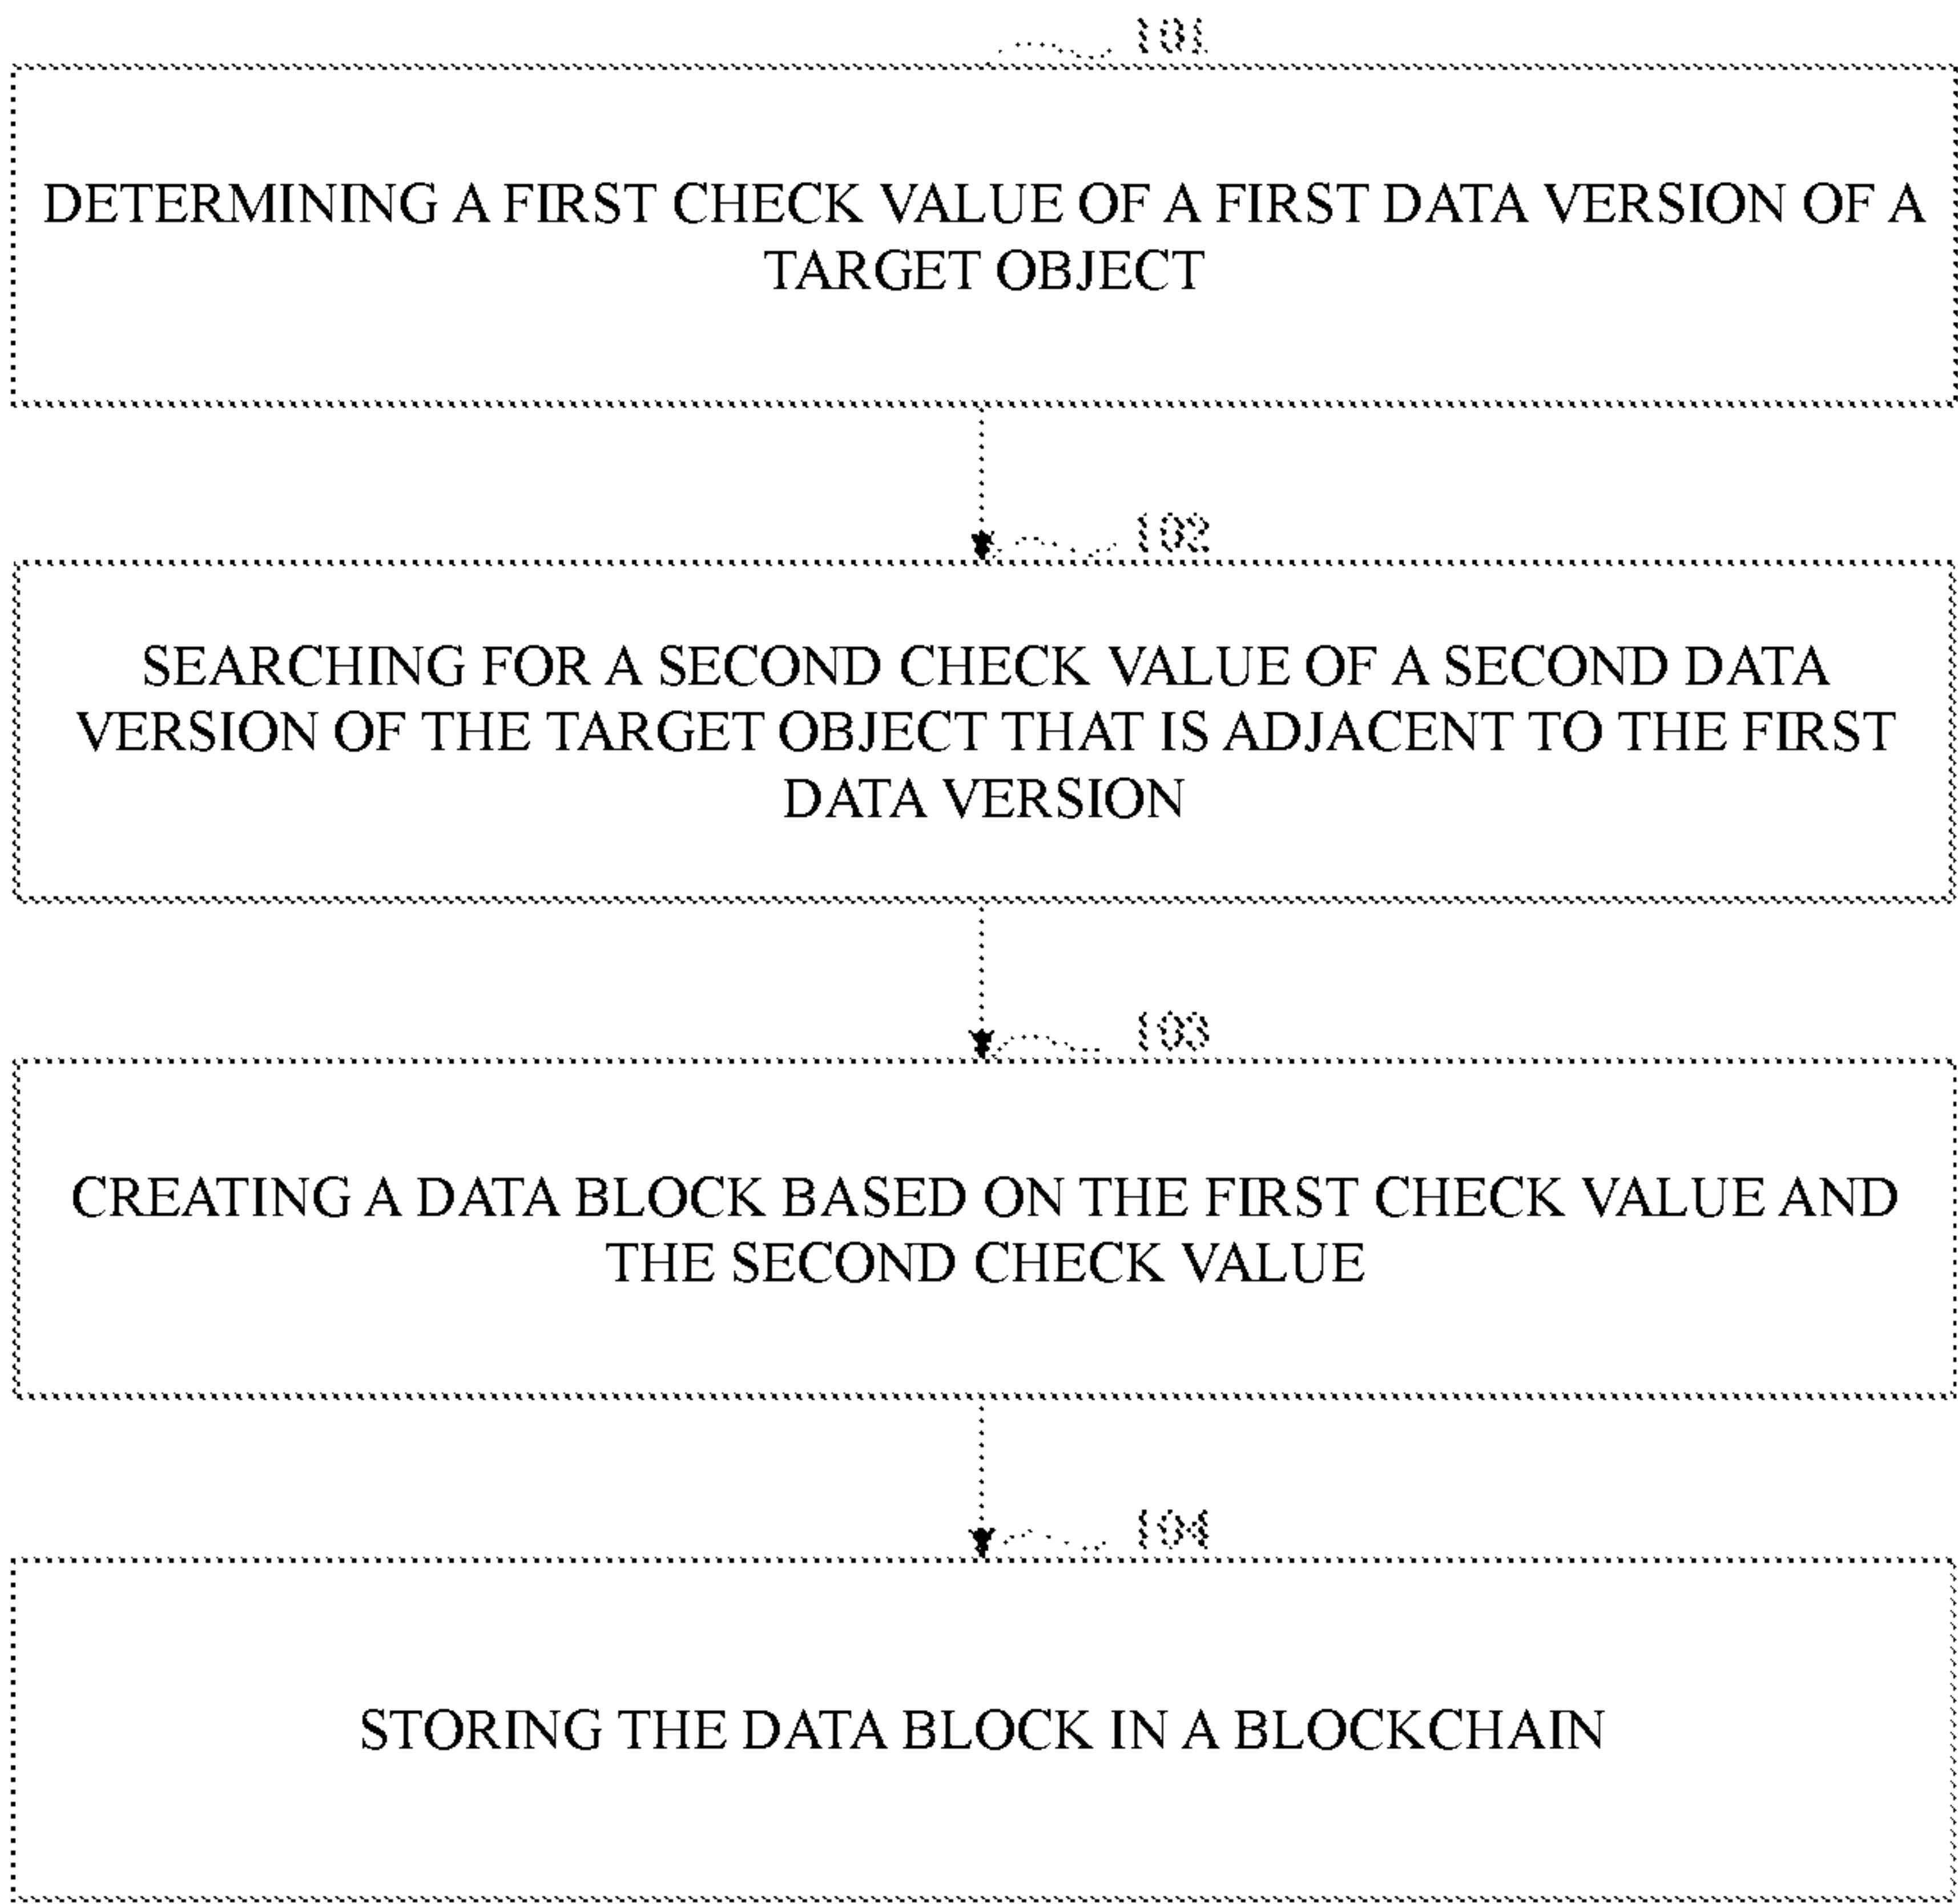 101
DETERMINING A FIRST CHECK VALUE OF A FIRST DATA VERSION OF A
TARGET OBJECT
102
SEARCHING FOR A SECOND CHECK VALUE OF A SECOND DATA
VERSION OF THE TARGET OBJECT THAT IS ADJACENT TO THE FIRST
DATA VERSION
103
CREATING A DATA BLOCK BASED ON THE FIRST CHECK VALUE AND
THE SECOND CHECK VALUE
104
STORING THE DATA BLOCK IN A BLOCKCHAIN